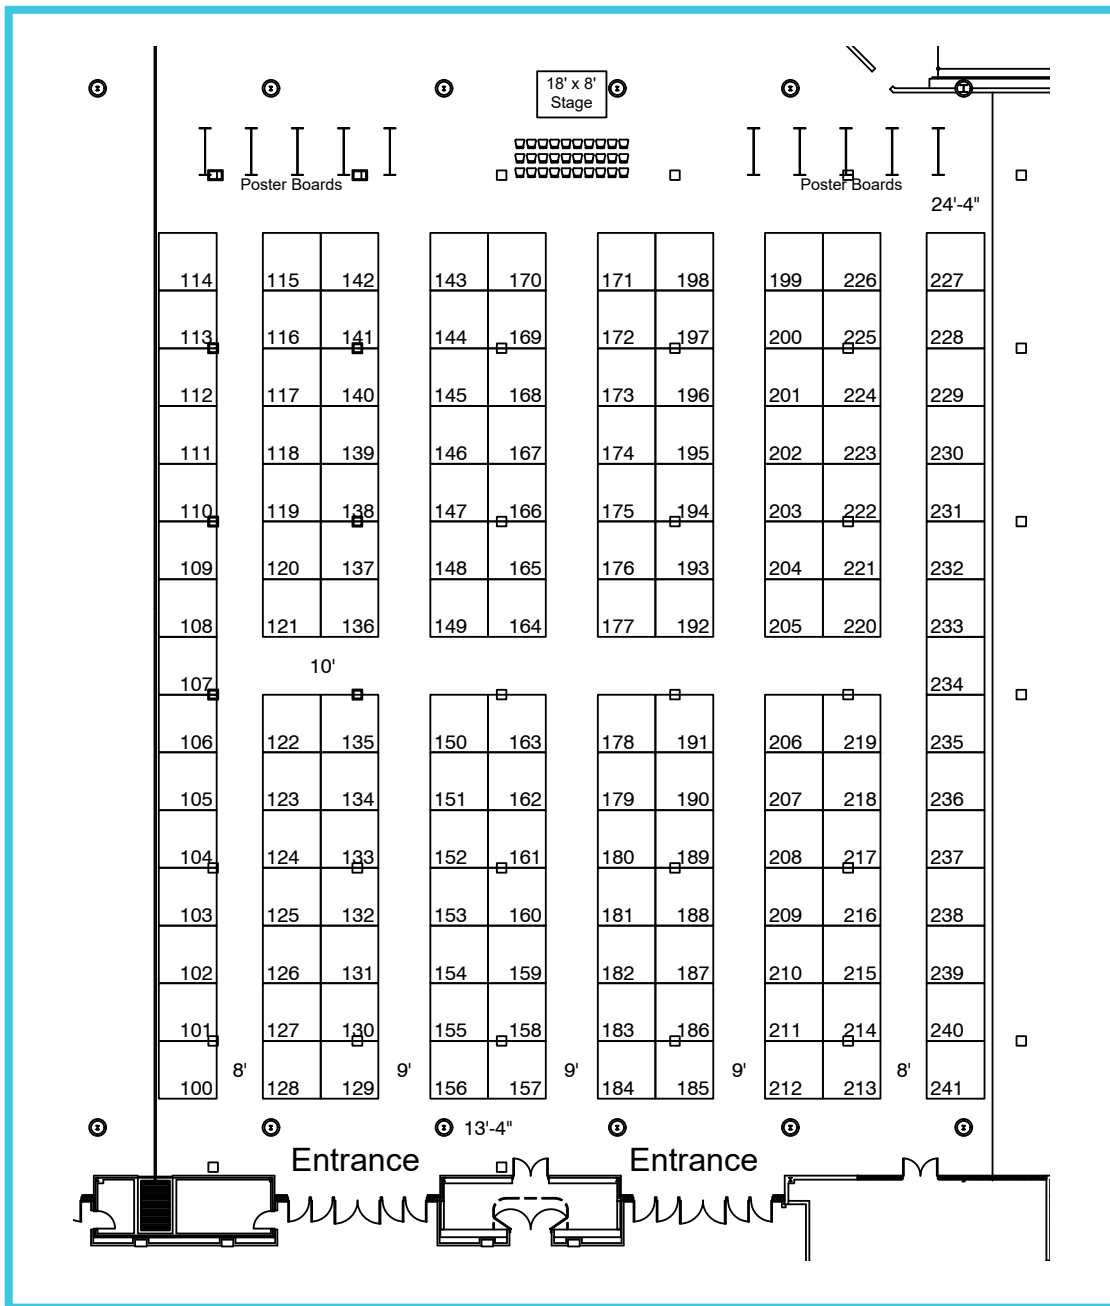 18' x 8'
Stage
Poster Boards Poster Boards
24'-4"
114 115 142 143 170 171 198 199 226 227
113 116 141 144 169 172 197 200 225 228
112 117 140 145 168 173 196 201 224 229
111 118 139 146 167 174 195 202 223 230
110 119 138 147 166 175 194 203 222 231
109 120 137 148 165 176 193 204 221 232
108 121 136 149 164 177 192 205 220 233
10'
107 234
106 122 135 150 163 178 191 206 219 235
105 123 134 151 162 179 190 207 218 236
104 124 133 152 161 180 189 208 217 237
103 125 132 153 160 181 188 209 216 238
102 126 131 154 159 182 187 210 215 239
101 127 130 155 158 183 186 211 214 240
8' 9' 9' 9' 8'
100 128 129 156 157 184 185 212 213 241
13'-4"
Entrance Entrance